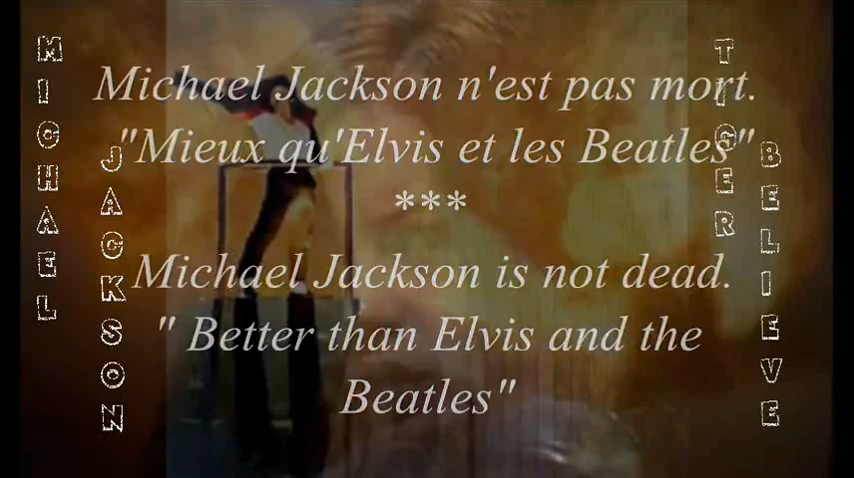 MICHAEL
JACKSON
Michael Jackson n'est pas mort.
"Mieux qu'Elvis et les Beatles"
***
Michael Jackson is not dead.
" Better than Elvis and the
Beatles"
TIGER
BELIEVE